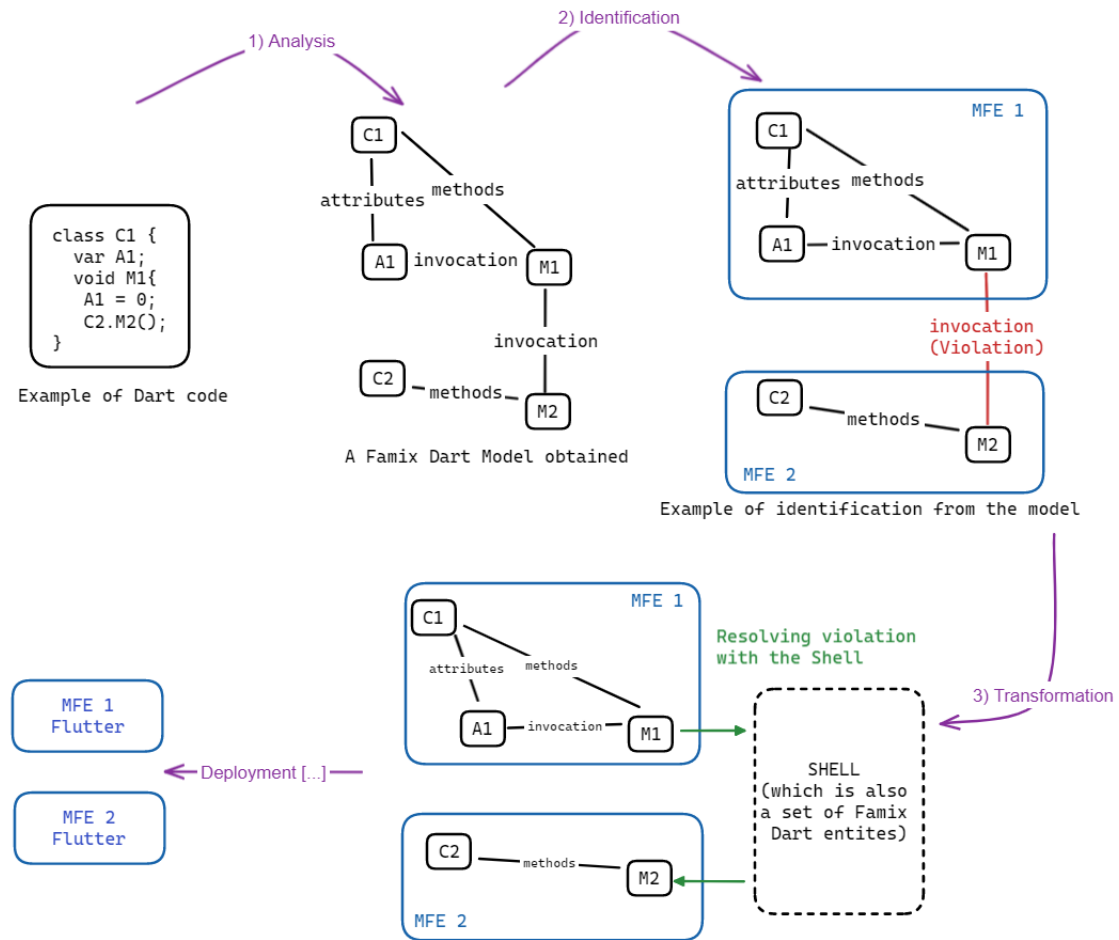 1) Analysis
2) Identification
class C1 {
var A1;
void M1{
A1 = 0;
C2.M2();
}
Example of Dart code
C1
attributes
methods
A1
invocation
M1
invocation
C2
methods
M2
A Famix Dart Model obtained
MFE 1
C1
attributes
methods
A1
invocation
M1
invocation
(Violation)
C2
methods
M2
MFE 2
Example of identification from the model
3) Transformation
MFE 1
C1
attributes
methods
A1
invocation
M1
Resolving violation
with the Shell
SHELL
(which is also
a set of Famix
Dart entites)
C2
methods
M2
MFE 2
Deployment [...]
MFE 1
Flutter
MFE 2
Flutter